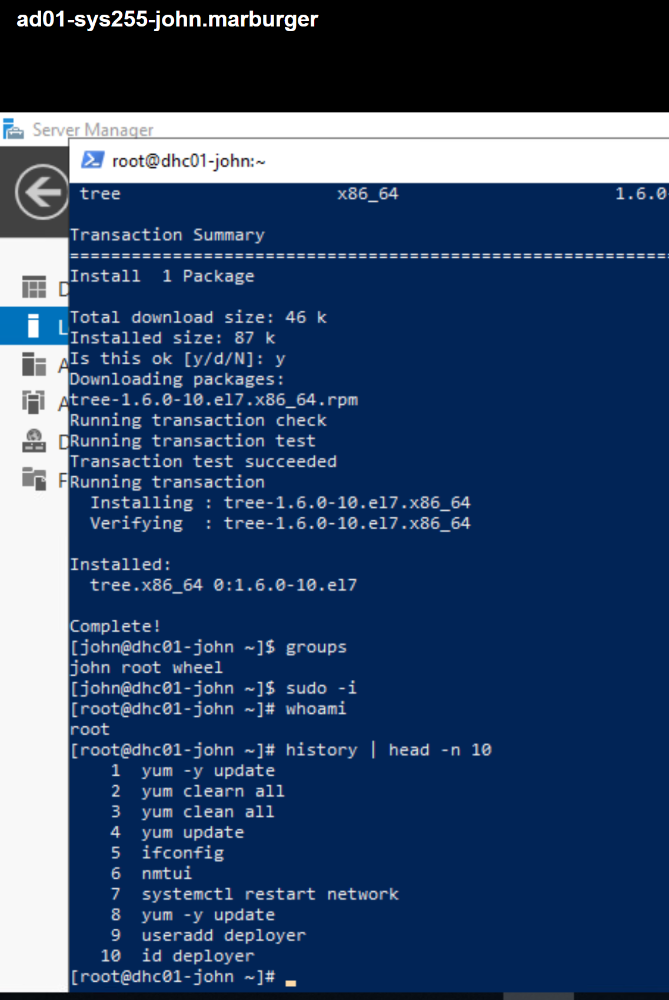 ad01-sys255-john.marburger
Server Manager
root@dhc01-john:~
tree x86_64 1.6.0-
Transaction Summary
==========================================================
Install  1 Package
D
Total download size: 46 k
L
Installed size: 87 k
Is this ok [y/d/N]: y
A
Downloading packages:
tree-1.6.0-10.el7.x86_64.rpm
A
Running transaction check
Running transaction test
D
Transaction test succeeded
Running transaction
F
Installing : tree-1.6.0-10.el7.x86_64
Verifying  : tree-1.6.0-10.el7.x86_64
Installed:
tree.x86_64 0:1.6.0-10.el7
Complete!
[john@dhc01-john ~]$ groups
john root wheel
[john@dhc01-john ~]$ sudo -i
[root@dhc01-john ~]# whoami
root
[root@dhc01-john ~]# history | head -n 10
1  yum -y update
2  yum clearn all
3  yum clean all
4  yum update
5  ifconfig
6  nmtui
7  systemctl restart network
8  yum -y update
9  useradd deployer
10  id deployer
[root@dhc01-john ~]#